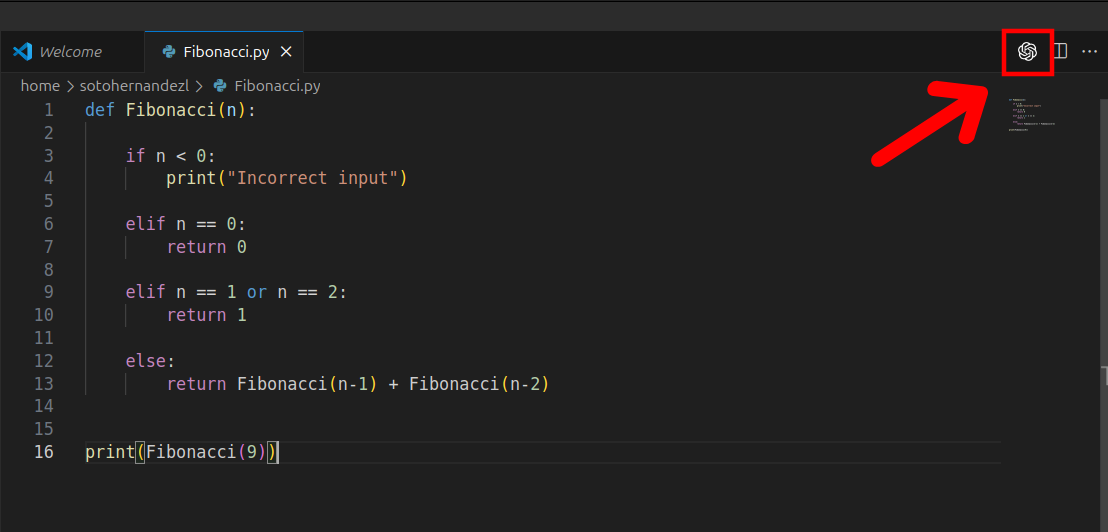 Welcome
Fibonacci.py
home > sotohernandezl > Fibonacci.py
1 def Fibonacci(n):
2
3     if n < 0:
4         print("Incorrect input")
5
6     elif n == 0:
7         return 0
8
9     elif n == 1 or n == 2:
10         return 1
11
12     else:
13         return Fibonacci(n-1) + Fibonacci(n-2)
14
15
16 print(Fibonacci(9))